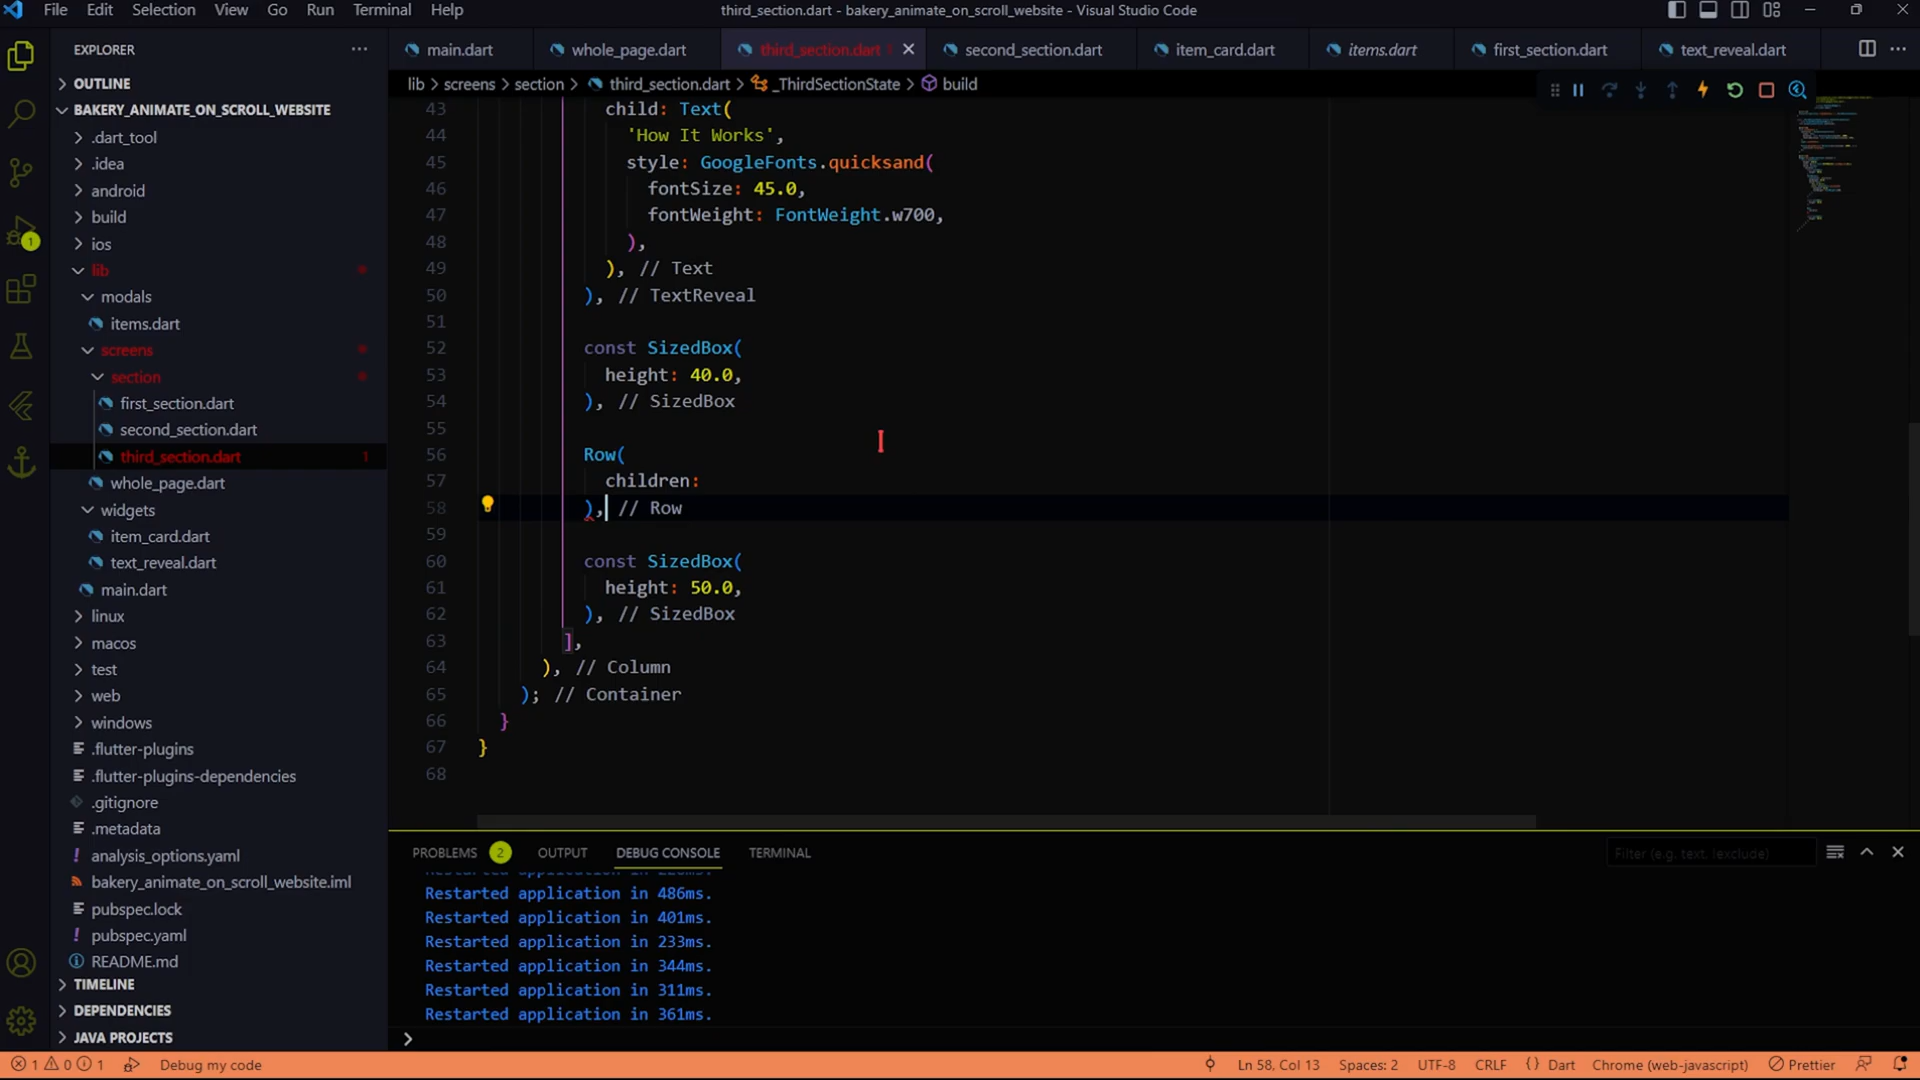 File Edit Selection View Go Run Terminal Help
third_section.dart - bakery_animate_on_scroll_website - Visual Studio Code
EXPLORER
main.dart whole_page.dart third_section.dart second_section.dart item_card.dart items.dart first_section.dart text_reveal.dart
lib > screens > section > third_section.dart > _ThirdSectionState > build
OUTLINE
BAKERY_ANIMATE_ON_SCROLL_WEBSITE
.dart_tool
.idea
android
build
ios
lib
modals
items.dart
screens
section
first_section.dart
second_section.dart
third_section.dart 1
whole_page.dart
widgets
item_card.dart
text_reveal.dart
main.dart
linux
macos
test
web
windows
.flutter-plugins
.flutter-plugins-dependencies
.gitignore
.metadata
analysis_options.yaml
bakery_animate_on_scroll_website.iml
pubspec.lock
pubspec.yaml
README.md
TIMELINE
DEPENDENCIES
JAVA PROJECTS
1
43 child: Text(
44 'How It Works',
45 style: GoogleFonts.quicksand(
46 fontSize: 45.0,
47 fontWeight: FontWeight.w700,
48 ),
49 ), // Text
50 ), // TextReveal
51
52 const SizedBox(
53 height: 40.0,
54 ), // SizedBox
55
56 Row(
57 children:
58 ), // Row
59
60 const SizedBox(
61 height: 50.0,
62 ), // SizedBox
63 ],
64 ), // Column
65 ); // Container
66 }
67 }
68
PROBLEMS 2 OUTPUT DEBUG CONSOLE TERMINAL
Filter (e.g. text, !exclude)
Restarted application in 486ms.
Restarted application in 401ms.
Restarted application in 233ms.
Restarted application in 344ms.
Restarted application in 311ms.
Restarted application in 361ms.
1 0 1 Debug my code
Ln 58, Col 13 Spaces: 2 UTF-8 CRLF { } Dart Chrome (web-javascript) Prettier